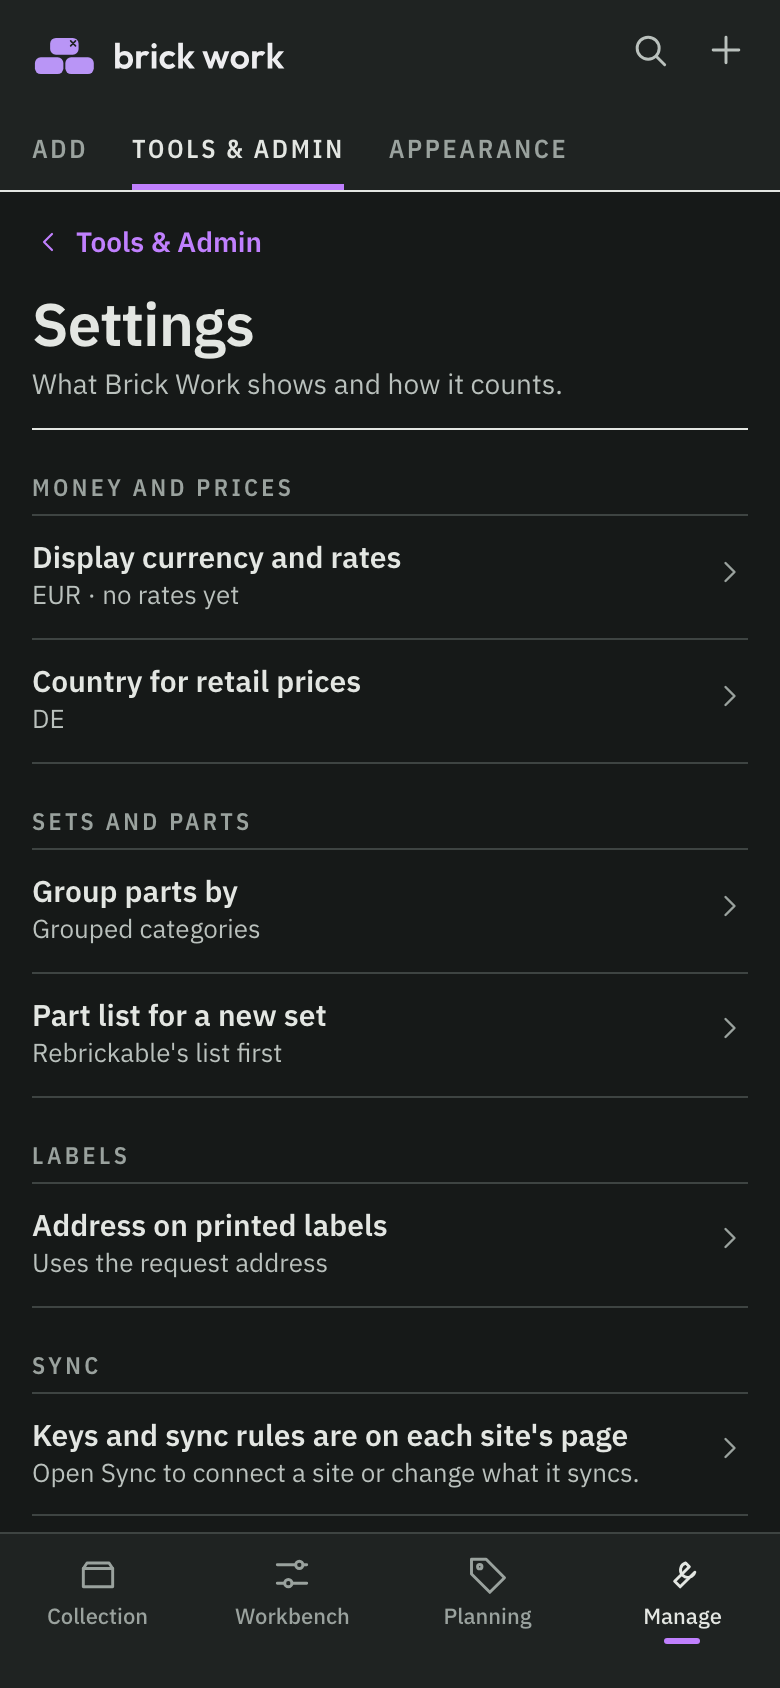 brick work
ADD TOOLS & ADMIN APPEARANCE
Tools & Admin
Settings
What Brick Work shows and how it counts.
MONEY AND PRICES
Display currency and rates
EUR · no rates yet
Country for retail prices
DE
SETS AND PARTS
Group parts by
Grouped categories
Part list for a new set
Rebrickable's list first
LABELS
Address on printed labels
Uses the request address
SYNC
Keys and sync rules are on each site's page
Open Sync to connect a site or change what it syncs.
Collection Workbench Planning Manage